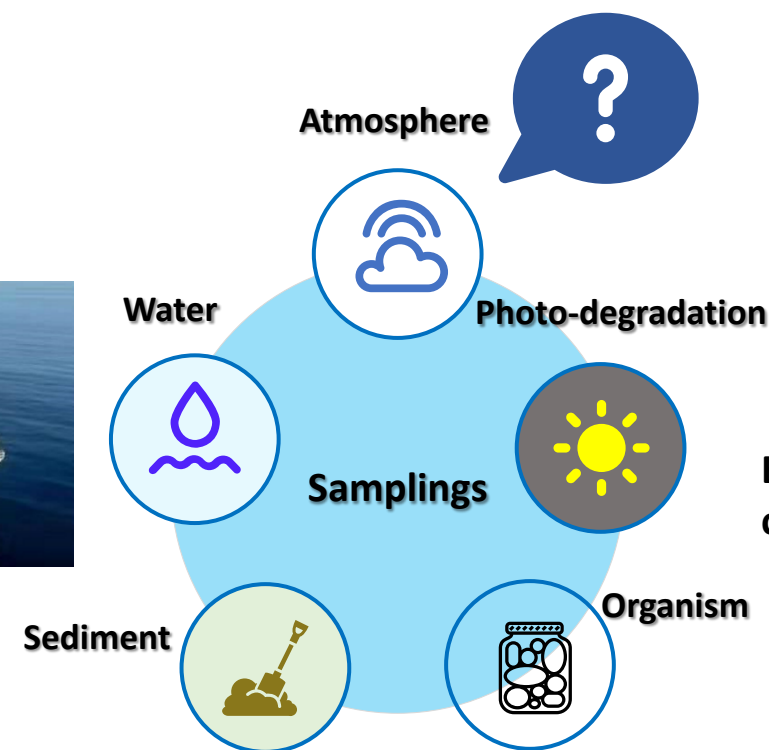 ?
Atmosphere
Water
Photo-degradation
Samplings
Organism
Sediment